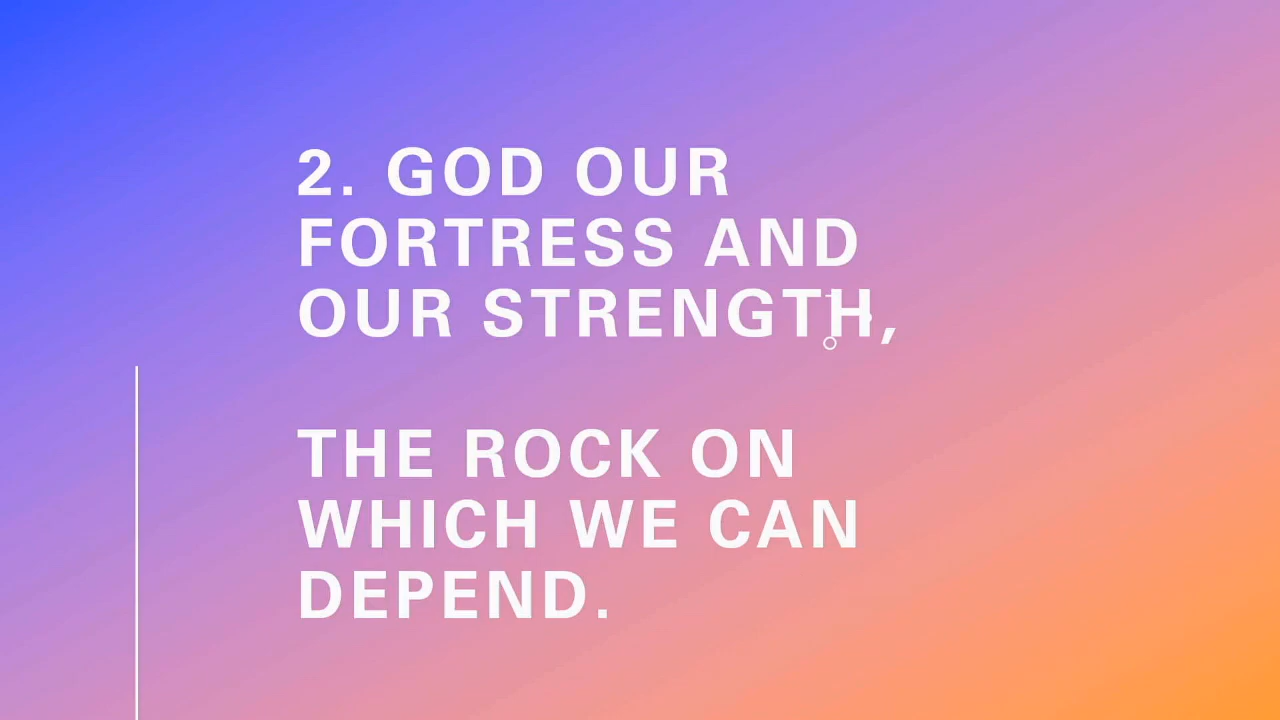 2. GOD OUR
FORTRESS AND
OUR STRENGTH,
THE ROCK ON
WHICH WE CAN
DEPEND.